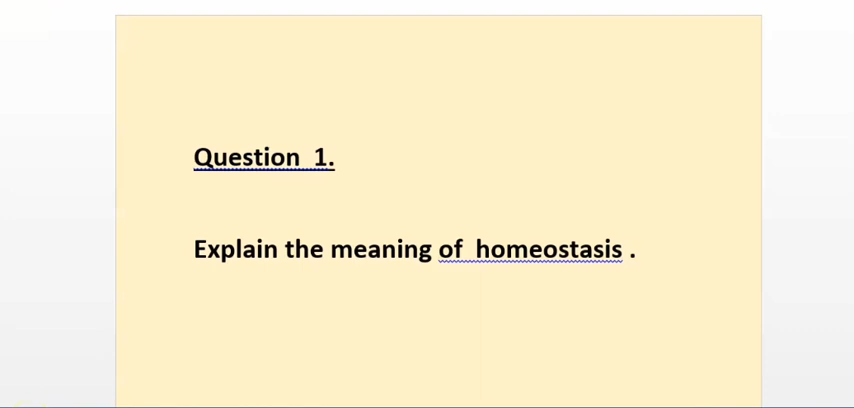 Question  1.
Explain the meaning of  homeostasis .